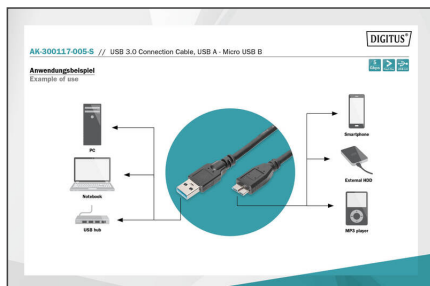 DIGITUS®
AK-300117-005-S // USB 3.0 Connection Cable, USB A - Micro USB B
Anwendungsbeispiel
Example of use
PC
Notebook
USB hub
Smartphone
External HDD
MP3 player